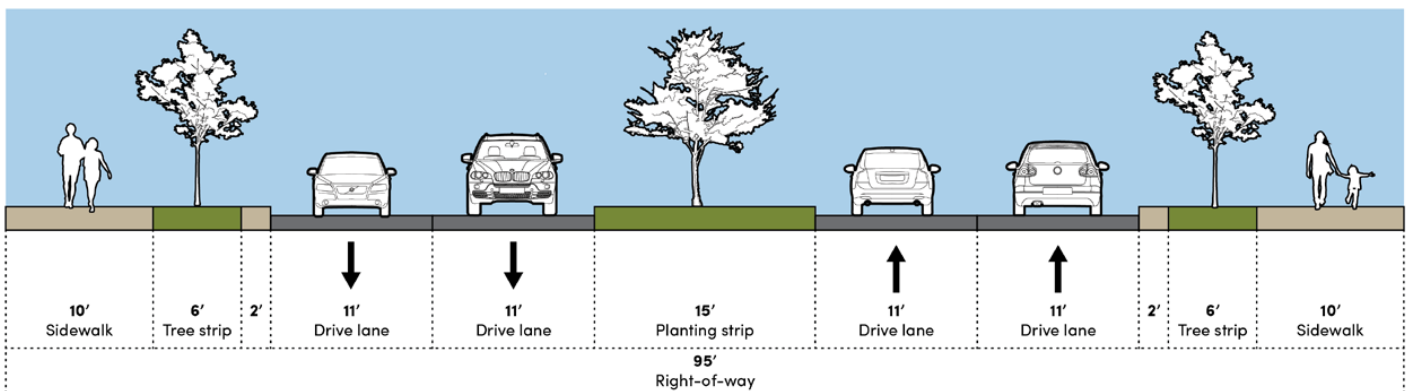 10′
Sidewalk
6′
Tree strip
2′
11′
Drive lane
11′
Drive lane
15′
Planting strip
11′
Drive lane
11′
Drive lane
2′
6′
Tree strip
10′
Sidewalk
95′
Right-of-way